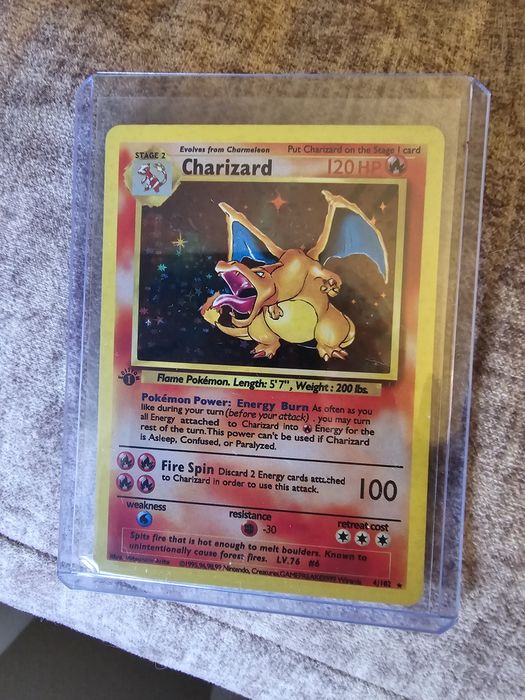 Evolves from Charmeleon Put Charizard on the Stage 1 card
STAGE 2
Charizard 120 HP
EDITION
1
Flame Pokémon. Length: 5'7", Weight: 200 lbs.
Pokémon Power: Energy Burn As often as you
like during your turn (before your attack), you may turn
all Energy attached to Charizard into Energy for the
rest of the turn. This power can't be used if Charizard
is Asleep, Confused, or Paralyzed.
Fire Spin Discard 2 Energy cards attached
to Charizard in order to use this attack. 100
weakness resistance retreat cost
-30
Spits fire that is hot enough to melt boulders. Known to
unintentionally cause forest fires. LV.76 #6
©1995,96,98,99 Nintendo, Creatures, GAMEFREAK ©1999 Wizards. 4/102